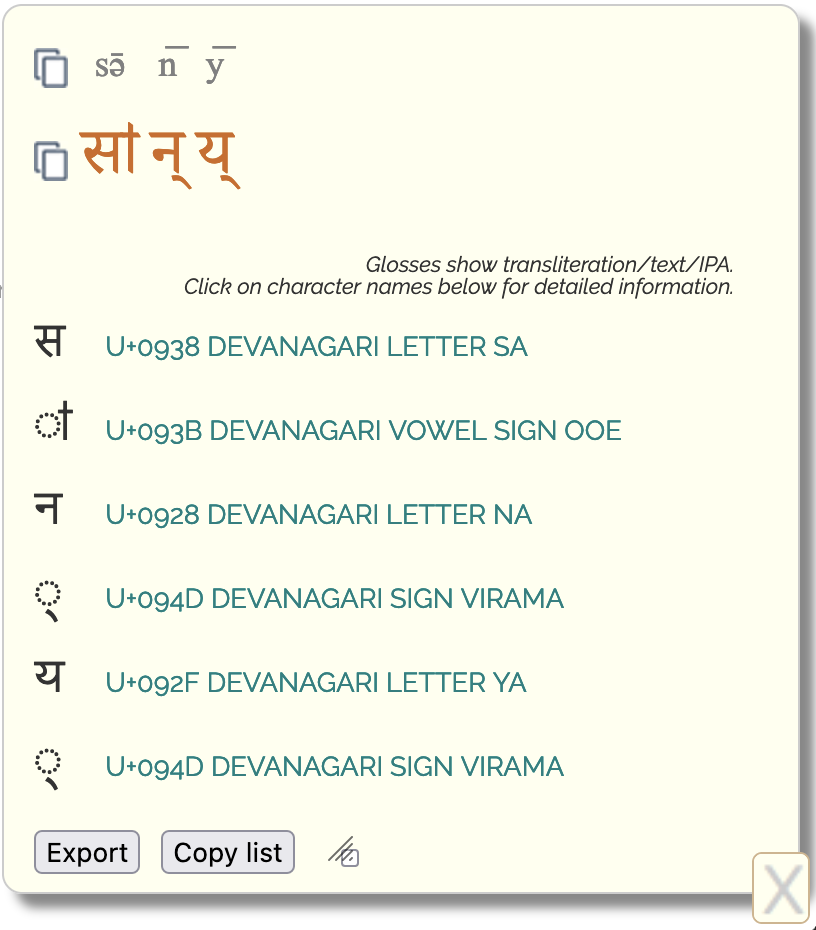 sə̄ n¯ y¯
सऻ न् य्
Glosses show transliteration/text/IPA.
Click on character names below for detailed information.
स U+0938 DEVANAGARI LETTER SA
ऻ U+093B DEVANAGARI VOWEL SIGN OOE
न U+0928 DEVANAGARI LETTER NA
् U+094D DEVANAGARI SIGN VIRAMA
य U+092F DEVANAGARI LETTER YA
् U+094D DEVANAGARI SIGN VIRAMA
Export Copy list
X